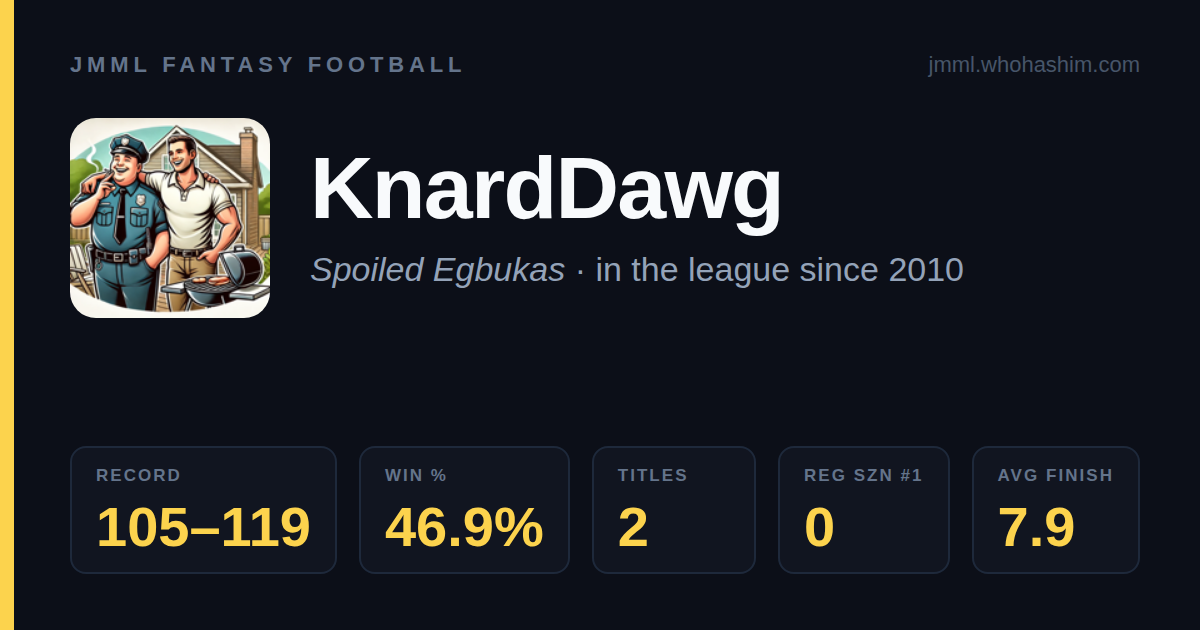 JMML FANTASY FOOTBALL
jmml.whohashim.com
KnardDawg
Spoiled Egbukas · in the league since 2010
RECORD
105–119
WIN %
46.9%
TITLES
2
REG SZN #1
0
AVG FINISH
7.9